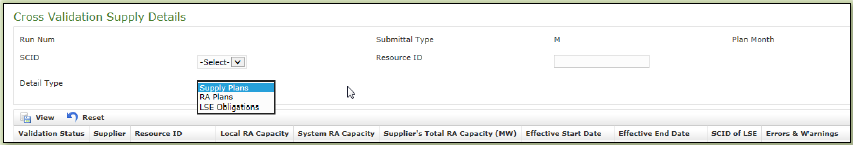 Cross Validation Supply Details
Run Num Submittal Type M Plan Month
SCID -Select- Resource ID
Detail Type
Supply Plans
RA Plans
LSE Obligations
View Reset
Validation Status Supplier Resource ID Local RA Capacity System RA Capacity Supplier's Total RA Capacity (MW) Effective Start Date Effective End Date SCID of LSE Errors & Warnings